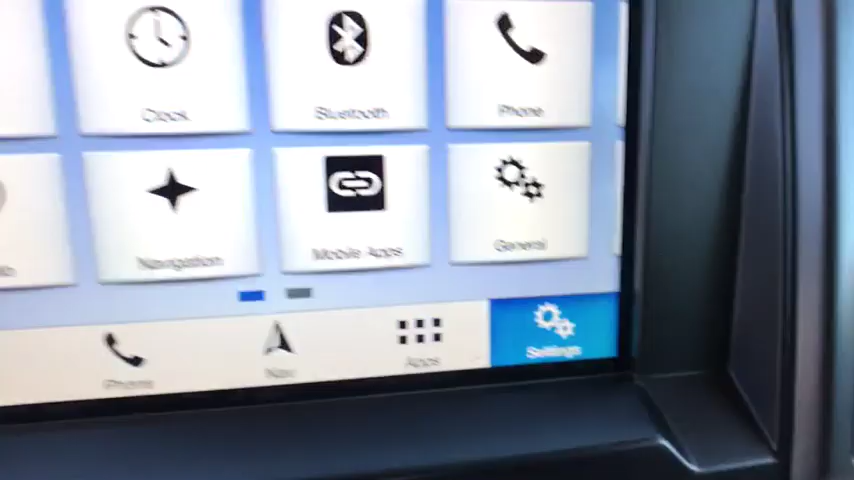 Clock
Bluetooth
Phone
Navigation
Mobile Apps
General
Phone
Nav
Apps
Settings